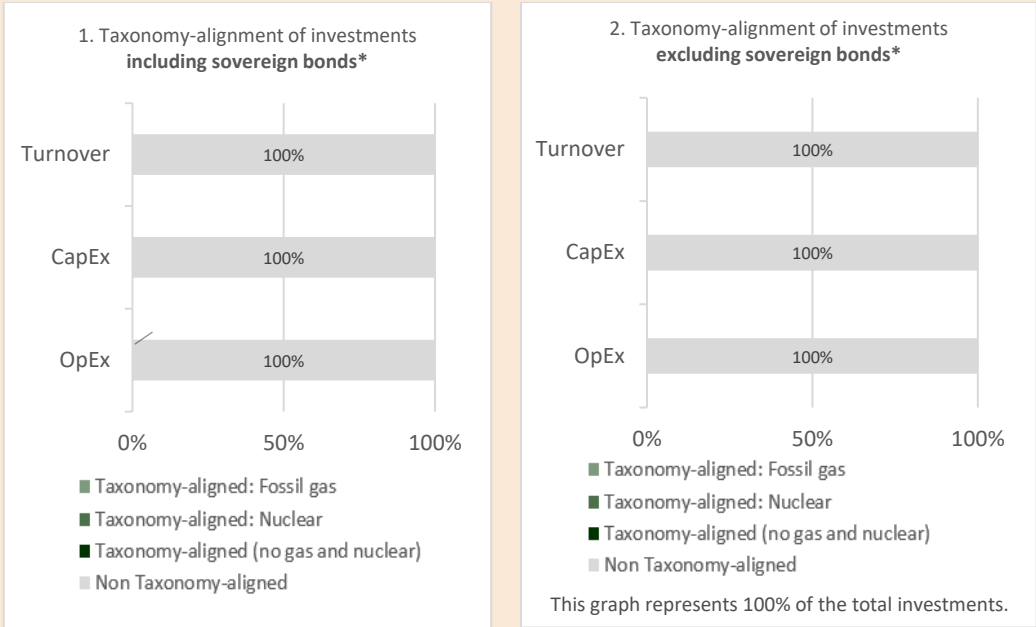 1. Taxonomy-alignment of investments
including sovereign bonds*
Turnover
100%
CapEx
100%
OpEx
100%
0%
50%
100%
Taxonomy-aligned: Fossil gas
Taxonomy-aligned: Nuclear
Taxonomy-aligned (no gas and nuclear)
Non Taxonomy-aligned
2. Taxonomy-alignment of investments
excluding sovereign bonds*
Turnover
100%
CapEx
100%
OpEx
100%
0%
50%
100%
Taxonomy-aligned: Fossil gas
Taxonomy-aligned: Nuclear
Taxonomy-aligned (no gas and nuclear)
Non Taxonomy-aligned
This graph represents 100% of the total investments.